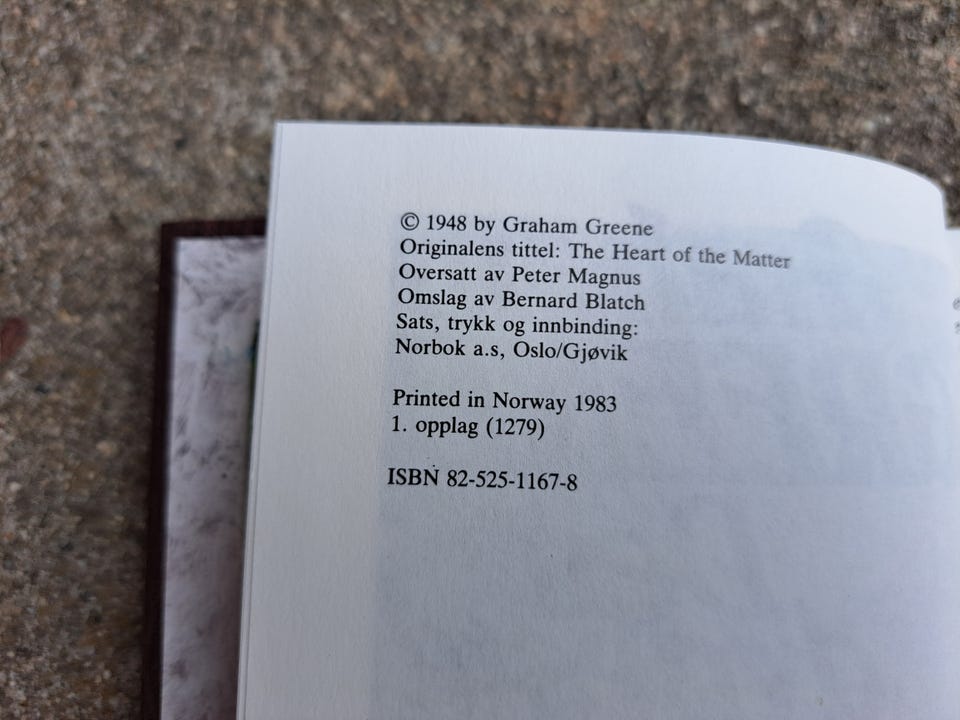 © 1948 by Graham Greene
Originalens tittel: The Heart of the Matter
Oversatt av Peter Magnus
Omslag av Bernard Blatch
Sats, trykk og innbinding:
Norbok a.s, Oslo/Gjøvik
Printed in Norway 1983
1. opplag (1279)
ISBN 82-525-1167-8